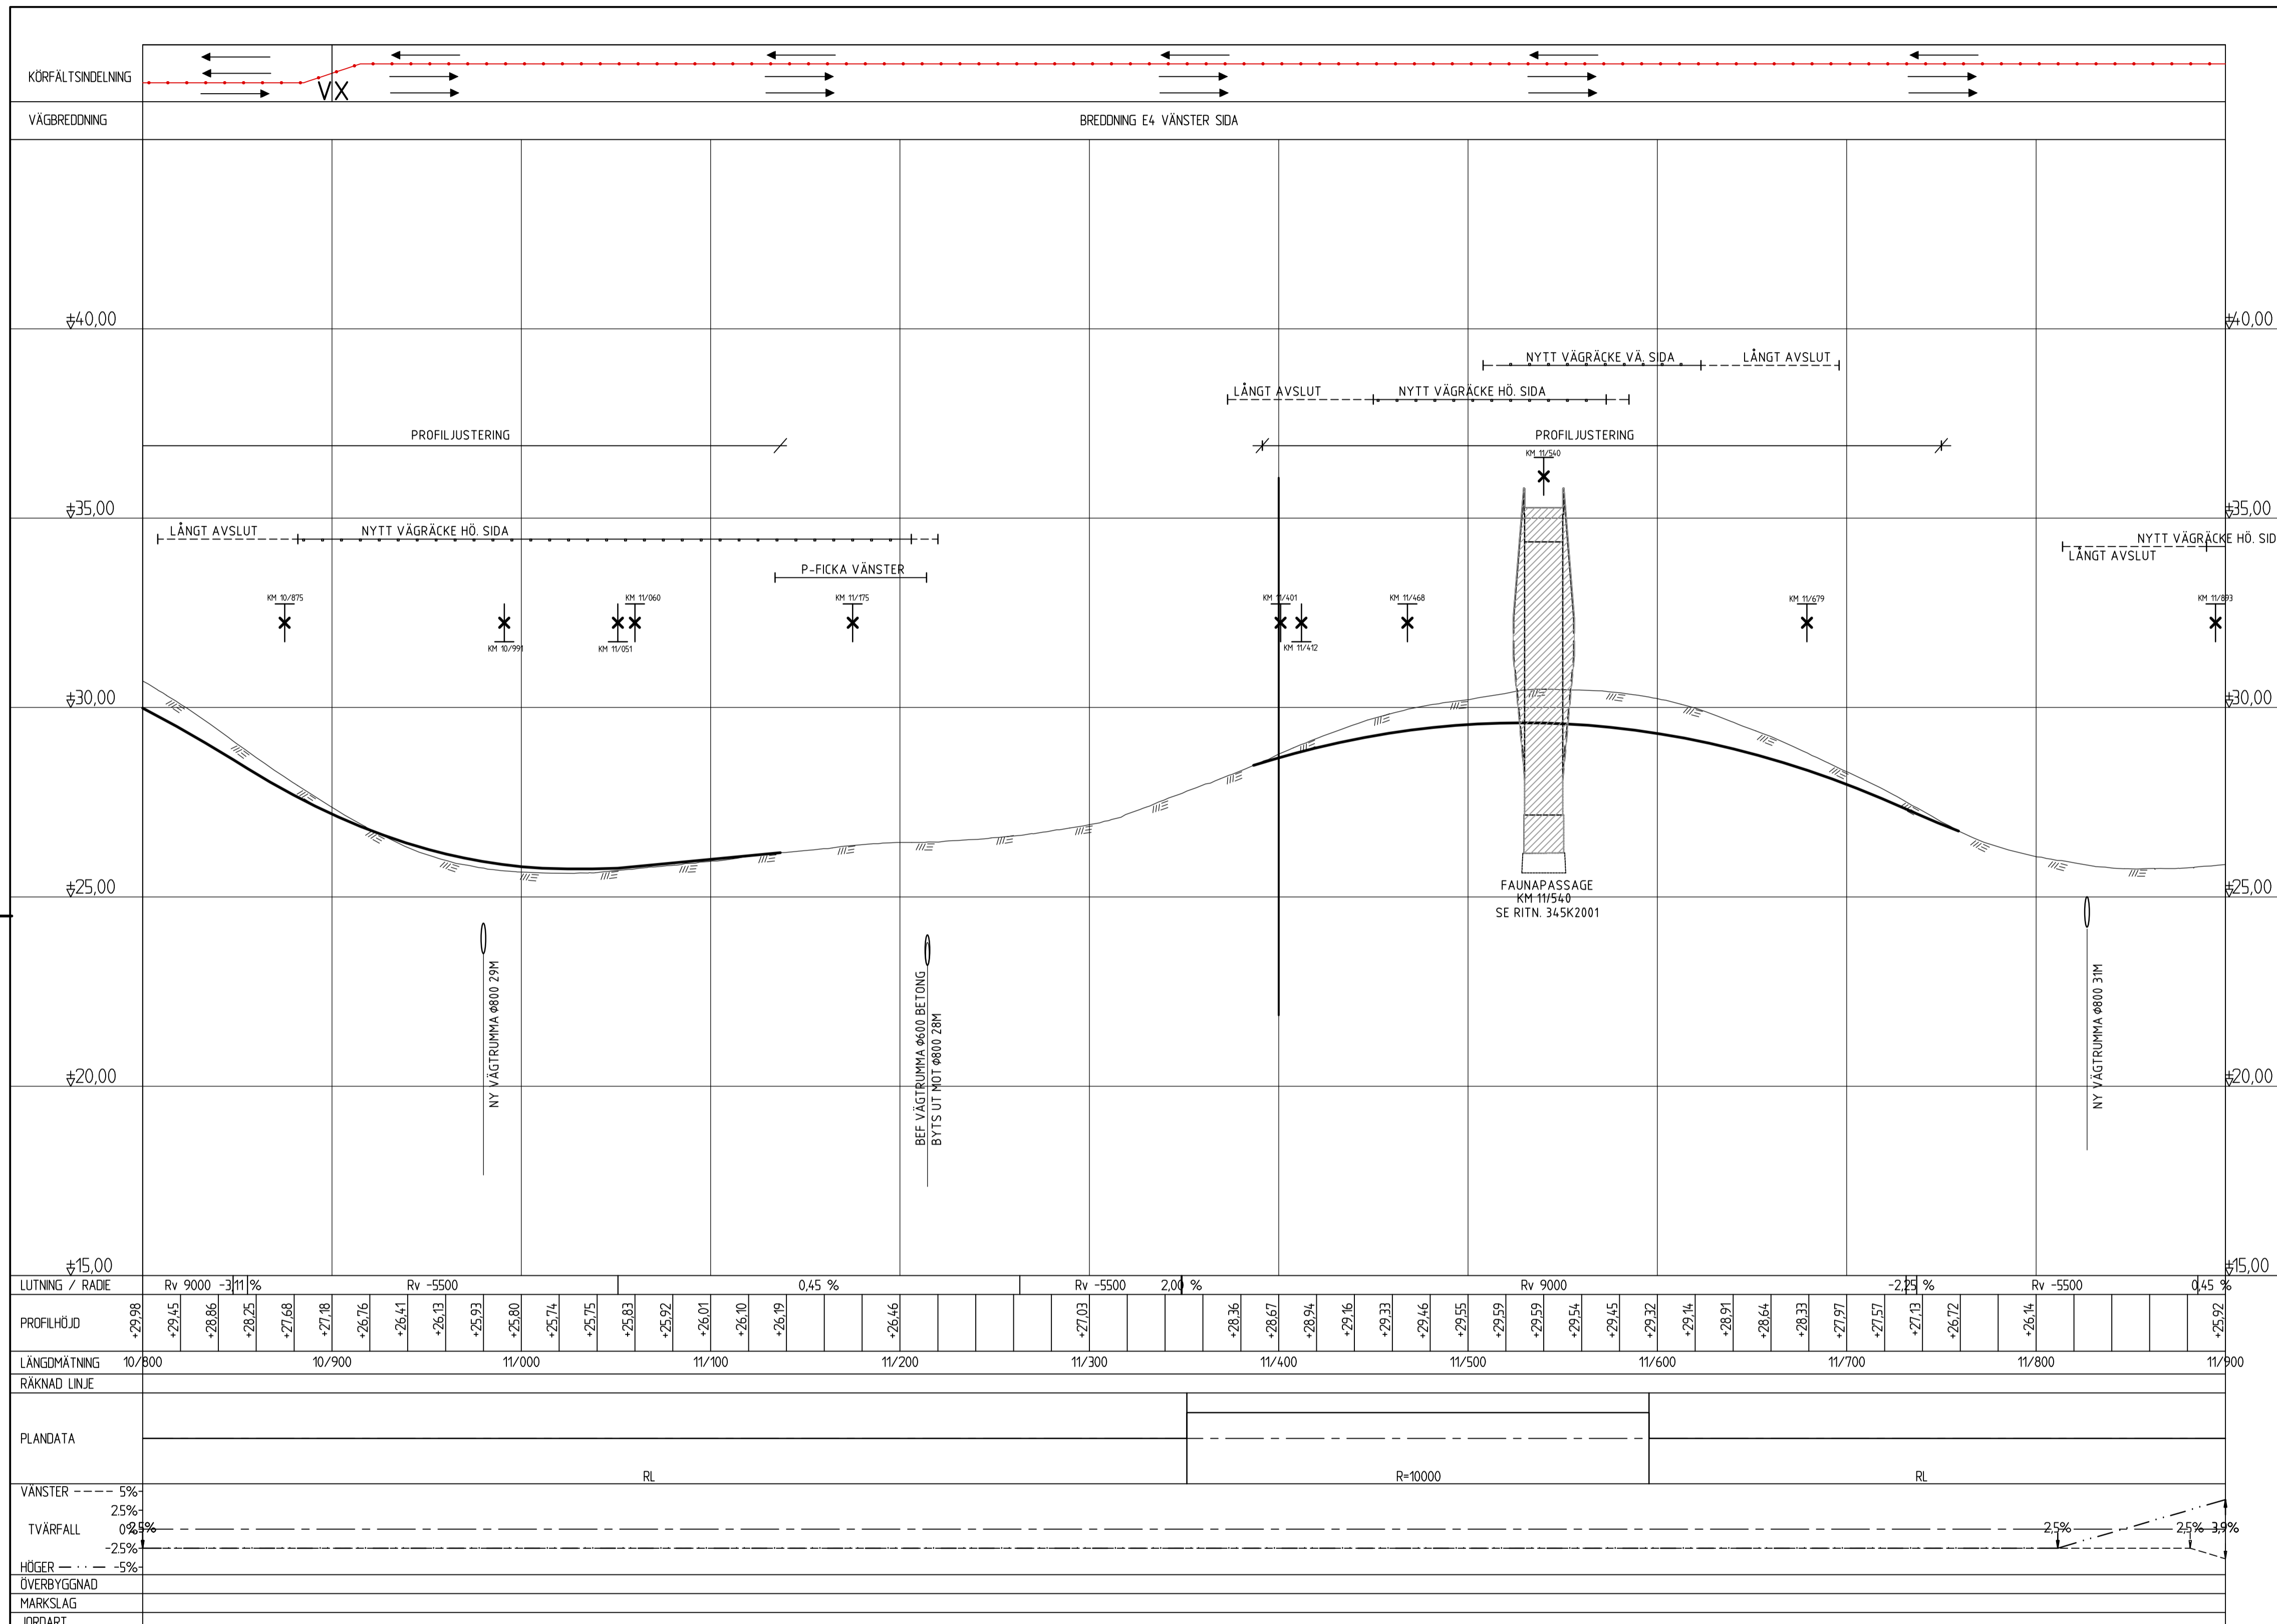 KÖRFÄLTSINDELNING
VX
VÄGBREDDNING
BREDDNING E4 VÄNSTER SIDA
±40,00
±40,00
NYTT VÄGRÄCKE VÄ. SIDA
LÅNGT AVSLUT
LÅNGT AVSLUT
NYTT VÄGRÄCKE HÖ. SIDA
PROFILJUSTERING
PROFILJUSTERING
KM 11/540
±35,00
±35,00
LÅNGT AVSLUT
NYTT VÄGRÄCKE HÖ. SIDA
NYTT VÄGRÄCKE HÖ. SID
LÅNGT AVSLUT
P-FICKA VÄNSTER
KM 10/875
KM 11/060
KM 11/175
KM 11/401
KM 11/468
KM 11/679
KM 11/893
KM 10/991
KM 11/051
KM 11/412
±30,00
±30,00
±25,00
±25,00
FAUNAPASSAGE
KM 11/540
SE RITN. 345K2001
NY VÄGTRUMMA Ø800 29M
BEF VÄGTRUMMA Ø600 BETONG
BYTS UT MOT Ø800 28M
NY VÄGTRUMMA Ø800 31M
±20,00
±20,00
±15,00
±15,00
LUTNING / RADIE Rv 9000 -3,11 % Rv -5500 0,45 % Rv -5500 2,00 % Rv 9000 -2,25 % Rv -5500 0,45 %
PROFILHÖJD +29,98 +29,45 +28,86 +28,25 +27,68 +27,18 +26,76 +26,41 +26,13 +25,93 +25,80 +25,74 +25,75 +25,83 +25,92 +26,01 +26,10 +26,19 +26,46 +27,03 +28,36 +28,67 +28,94 +29,16 +29,33 +29,46 +29,55 +29,59 +29,59 +29,54 +29,45 +29,32 +29,14 +28,91 +28,64 +28,33 +27,97 +27,57 +27,13 +26,72 +26,14 +25,92
LÄNGDMÄTNING 10/800 10/900 11/000 11/100 11/200 11/300 11/400 11/500 11/600 11/700 11/800 11/900
RÄKNAD LINJE
PLANDATA
RL R=10000 RL
VÄNSTER 5%
2.5%
TVÄRFALL 0% 2,5% 2,5% 2,5% 3,9%
-2.5%
HÖGER -5%
ÖVERBYGGNAD
MARKSLAG
JORDART